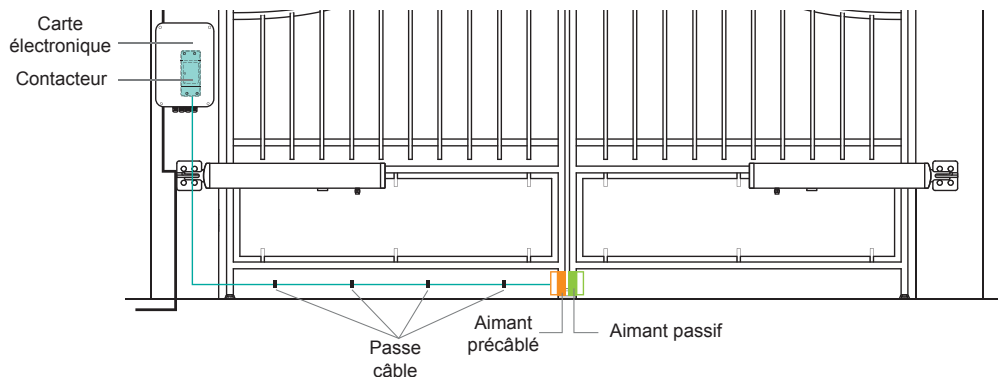 Carte
électronique
Contacteur
Aimant
précâblé
Aimant passif
Passe
câble